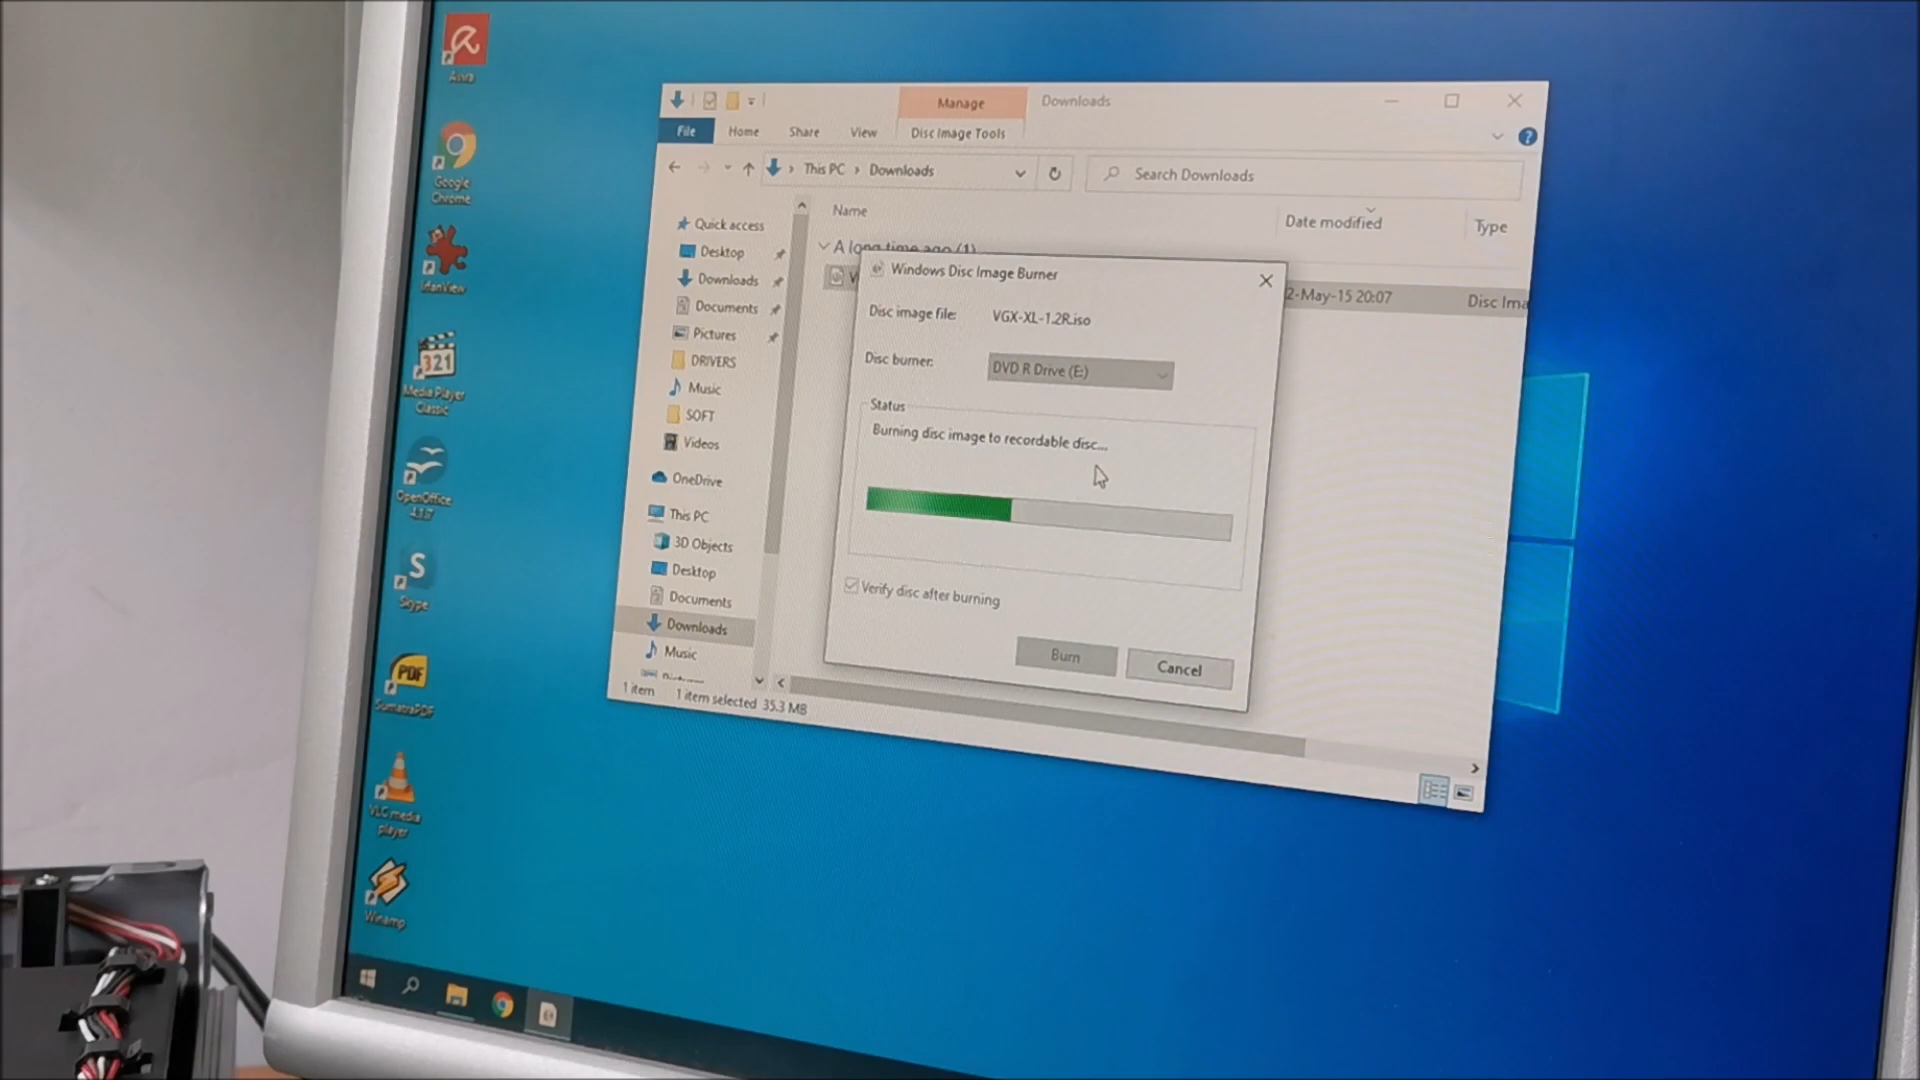 Avira
Google
Chrome
IrfanView
321
Media Player
Classic
OpenOffice
4.1.7
S
Skype
PDF
SumatraPDF
VLC media
player
Winamp
Manage
Downloads
File
Home
Share
View
Disc Image Tools
This PC
Downloads
Search Downloads
Name
Date modified
Type
Quick access
Desktop
Downloads
Documents
Pictures
DRIVERS
Music
SOFT
Videos
OneDrive
This PC
3D Objects
Desktop
Documents
Downloads
Music
A long time ago (1)
2-May-15 20:07
Disc Ima
Windows Disc Image Burner
Disc image file:
VGX-XL-1.2R.iso
Disc burner:
DVD R Drive (E:)
Status
Burning disc image to recordable disc...
Verify disc after burning
Burn
Cancel
1 item
1 item selected 35.3 MB